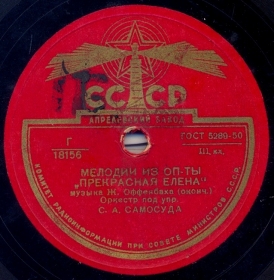 СССР
АПРЕЛЕВСКИЙ ЗАВОД
Г
18156
ГОСТ 5289-50
III кл.
МЕЛОДИИ ИЗ ОП-ТЫ
„ПРЕКРАСНАЯ ЕЛЕНА"
музыка Ж. Оффенбаха (оконч.)
Оркестр под упр.
С. А. САМОСУДА
КОМИТЕТ РАДИОИНФОРМАЦИИ ПРИ СОВЕТЕ МИНИСТРОВ СССР